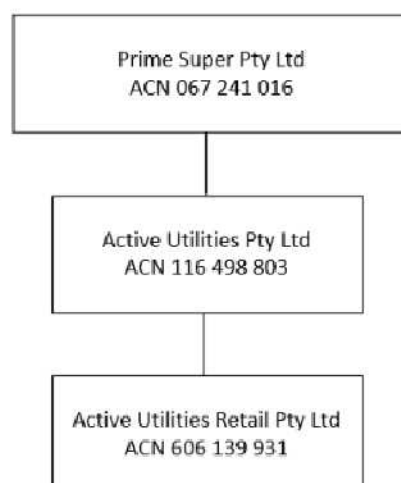 Prime Super Pty Ltd
ACN 067 241 016
Active Utilities Pty Ltd
ACN 116 498 803
Active Utilities Retail Pty Ltd
ACN 606 139 931